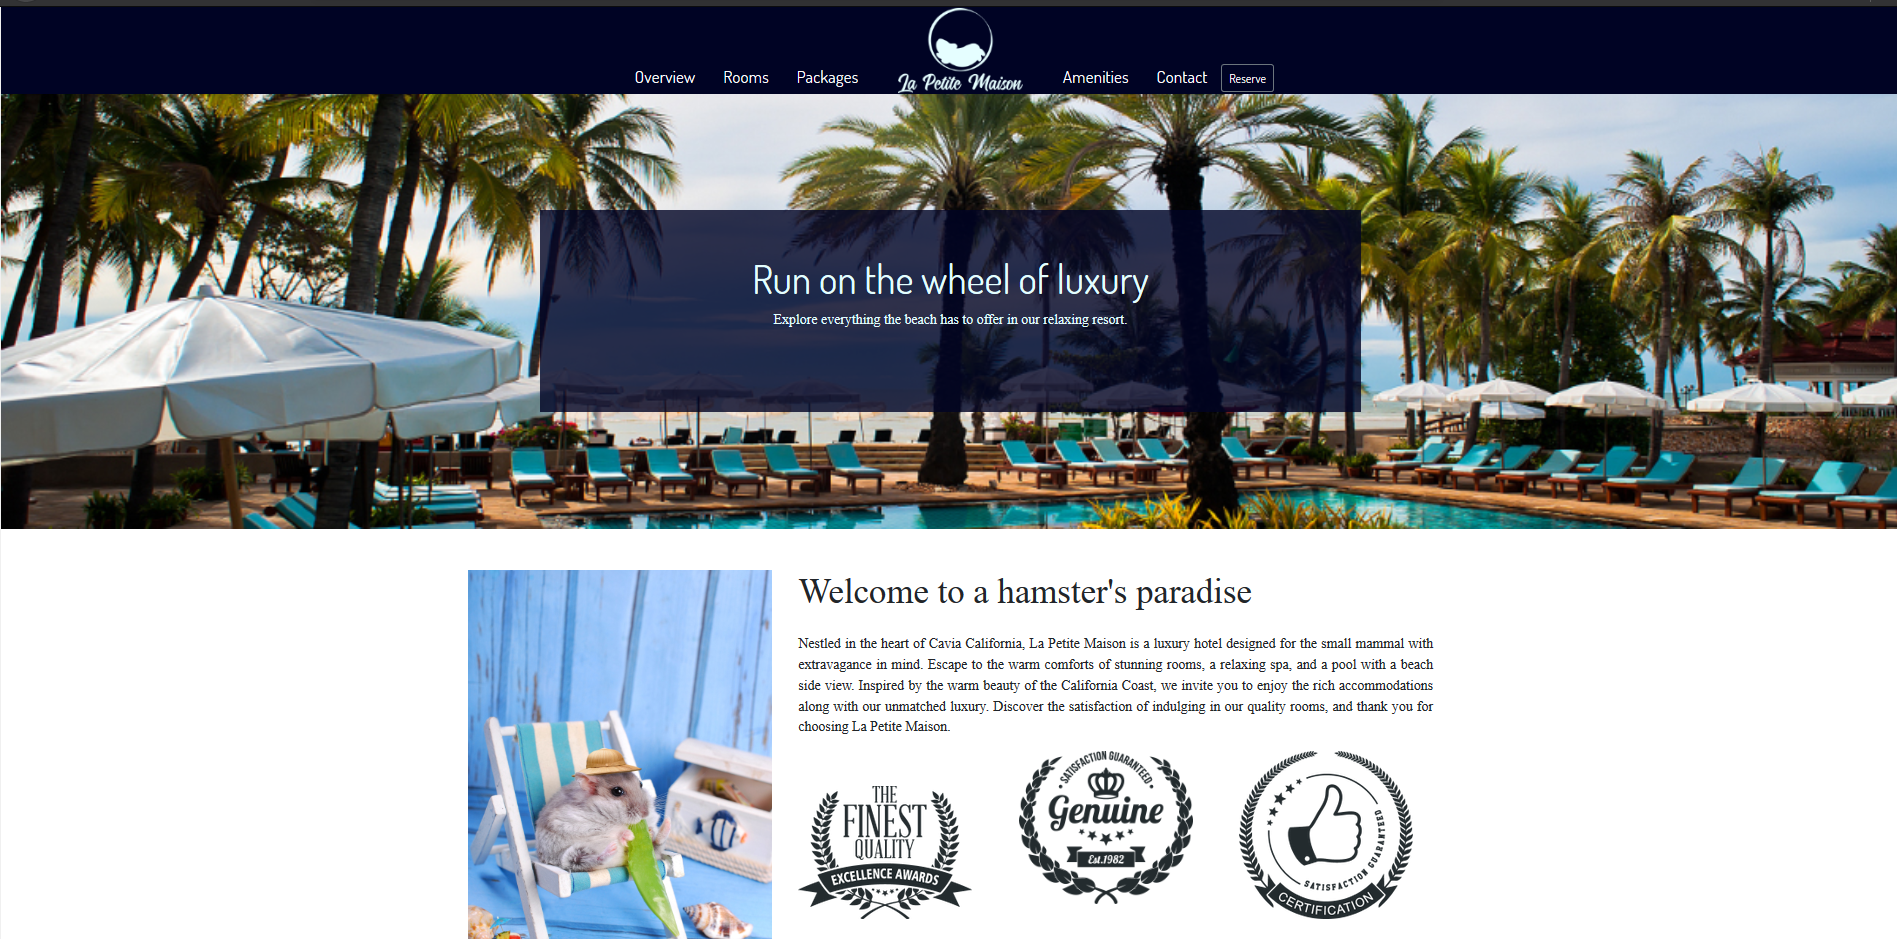 Overview Rooms Packages La Petite Maison Amenities Contact Reserve
Run on the wheel of luxury
Explore everything the beach has to offer in our relaxing resort.
Welcome to a hamster's paradise
Nestled in the heart of Cavia California, La Petite Maison is a luxury hotel designed for the small mammal with
extravagance in mind. Escape to the warm comforts of stunning rooms, a relaxing spa, and a pool with a beach
side view. Inspired by the warm beauty of the California Coast, we invite you to enjoy the rich accommodations
along with our unmatched luxury. Discover the satisfaction of indulging in our quality rooms, and thank you for
choosing La Petite Maison.
THE
FINEST
QUALITY
EXCELLENCE AWARDS
SATISFACTION GUARANTEED
Genuine
Est.1982
SATISFACTION GUARANTEED
CERTIFICATION